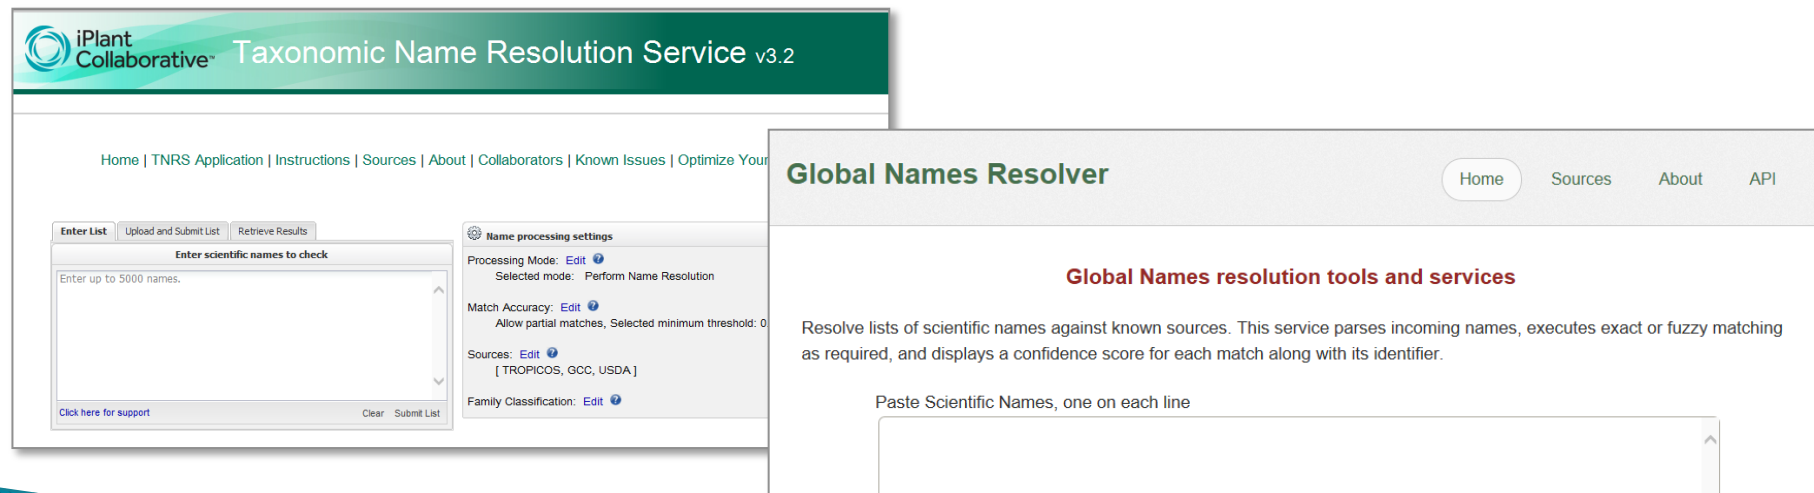 iPlant
Collaborative™
Taxonomic Name Resolution Service v3.2
Home | TNRS Application | Instructions | Sources | About | Collaborators | Known Issues | Optimize Your
Enter List
Upload and Submit List
Retrieve Results
Enter scientific names to check
Enter up to 5000 names.
Click here for support
Clear
Submit List
Name processing settings
Processing Mode: Edit ?
Selected mode: Perform Name Resolution
Match Accuracy: Edit ?
Allow partial matches, Selected minimum threshold: 0.
Sources: Edit ?
[ TROPICOS, GCC, USDA ]
Family Classification: Edit ?
Global Names Resolver
Home
Sources
About
API
Global Names resolution tools and services
Resolve lists of scientific names against known sources. This service parses incoming names, executes exact or fuzzy matching
as required, and displays a confidence score for each match along with its identifier.
Paste Scientific Names, one on each line